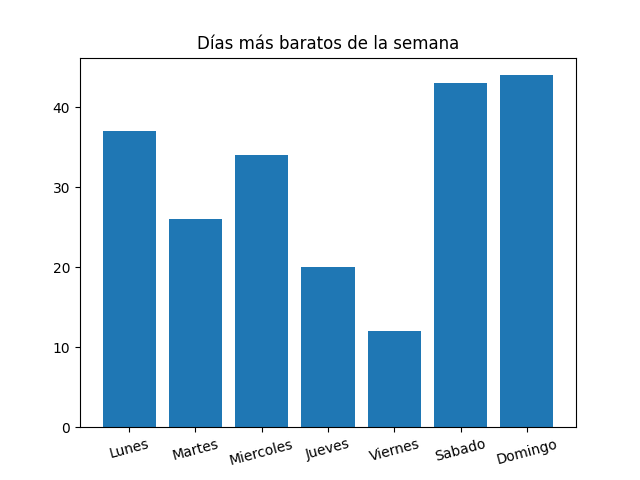 Días más baratos de la semana
40
30
20
10
0
Lunes
Martes
Miercoles
Jueves
Viernes
Sabado
Domingo